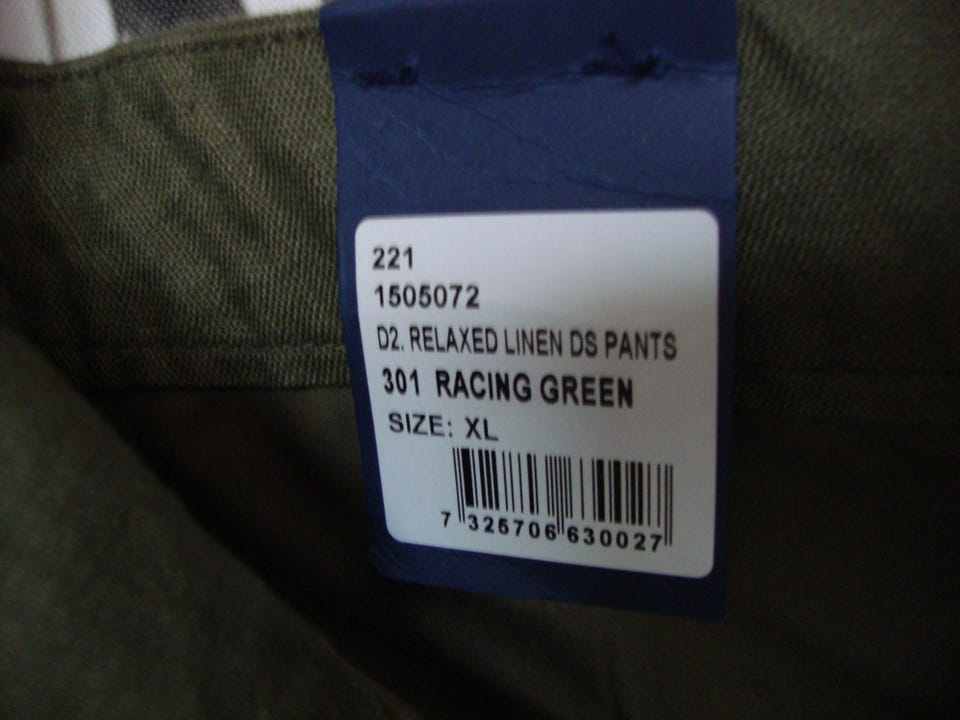 221
1505072
D2. RELAXED LINEN DS PANTS
301 RACING GREEN
SIZE: XL
7 325706 630027